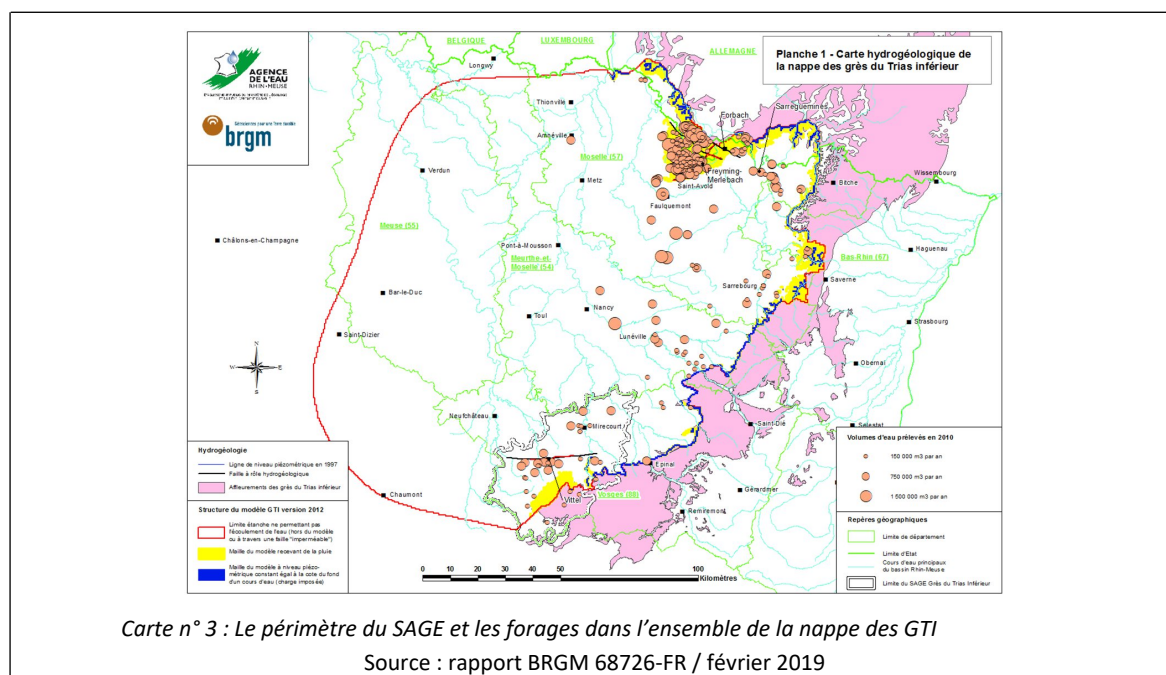 AGENCE
DE L'EAU
RHIN-MEUSE
brgm
Planche 1 - Carte hydrogéologique de
la nappe des grès du Trias inférieur
BELGIQUE
LUXEMBOURG
ALLEMAGNE
Longwy
Thionville
Amnéville
Sarreguemines
Forbach
Moselle (57)
Verdun
Metz
Freyming-
Merlebach
Saint-Avold
Faulquemont
Bitche
Wissembourg
Meuse (55)
Châlons-en-Champagne
Pont-à-Mousson
Meurthe-et-
Moselle (54)
Bas Rhin (67)
Haguenau
Bar-le-Duc
Sarrebourg
Saverne
Nancy
Toul
Strasbourg
Saint-Dizier
Lunéville
Obernai
N
W
E
S
Neufchâteau
Mirecourt
Saint-Dié
Sélestat
Epinal
Gérardmer
Chaumont
Vittel
Vosges (88)
Remiremont
Hydrogéologie
Ligne de niveau piézométrique en 1997
Faille à rôle hydrogéologique
Affleurements des grès du Trias inférieur
Structure du modèle GTI version 2012
Limite étanche ne permettant pas
l'écoulement de l'eau (hors du modèle
ou à travers une faille "imperméable")
Maille du modèle recevant de la pluie
Maille du modèle à niveau piézo-
métrique constant égal à la cote du fond
d'un cours d'eau (charge imposée)
0 10 20 30 40 50 100
Kilomètres
Volumes d'eau prélevés en 2010
150 000 m3 par an
750 000 m3 par an
1 500 000 m3 par an
Repères géographiques
Limite de département
Limite d'Etat
Cours d'eau principaux
du bassin Rhin-Meuse
Limite du SAGE Grès du Trias Inférieur
Carte n° 3 : Le périmètre du SAGE et les forages dans l'ensemble de la nappe des GTI
Source : rapport BRGM 68726-FR / février 2019